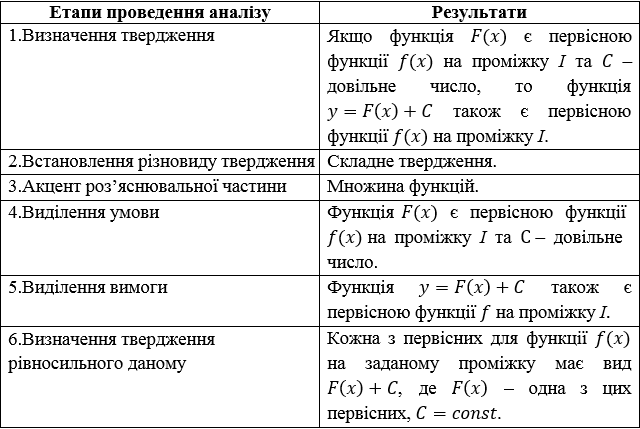 Етапи проведення аналізу
Результати
1.Визначення твердження
Якщо функція F(x) є первісною
функції f(x) на проміжку I та C –
довільне число, то функція
y = F(x) + C також є первісною
функції f(x) на проміжку I.
2.Встановлення різновиду твердження
Складне твердження.
3.Акцент роз’яснювальної частини
Множина функцій.
4.Виділення умови
Функція F(x) є первісною функції
f(x) на проміжку I та C – довільне
число.
5.Виділення вимоги
Функція y = F(x) + C також є
первісною функції f на проміжку I.
6.Визначення твердження
рівносильного даному
Кожна з первісних для функції f(x)
на заданому проміжку має вид
F(x) + C, де F(x) – одна з цих
первісних, C = const.